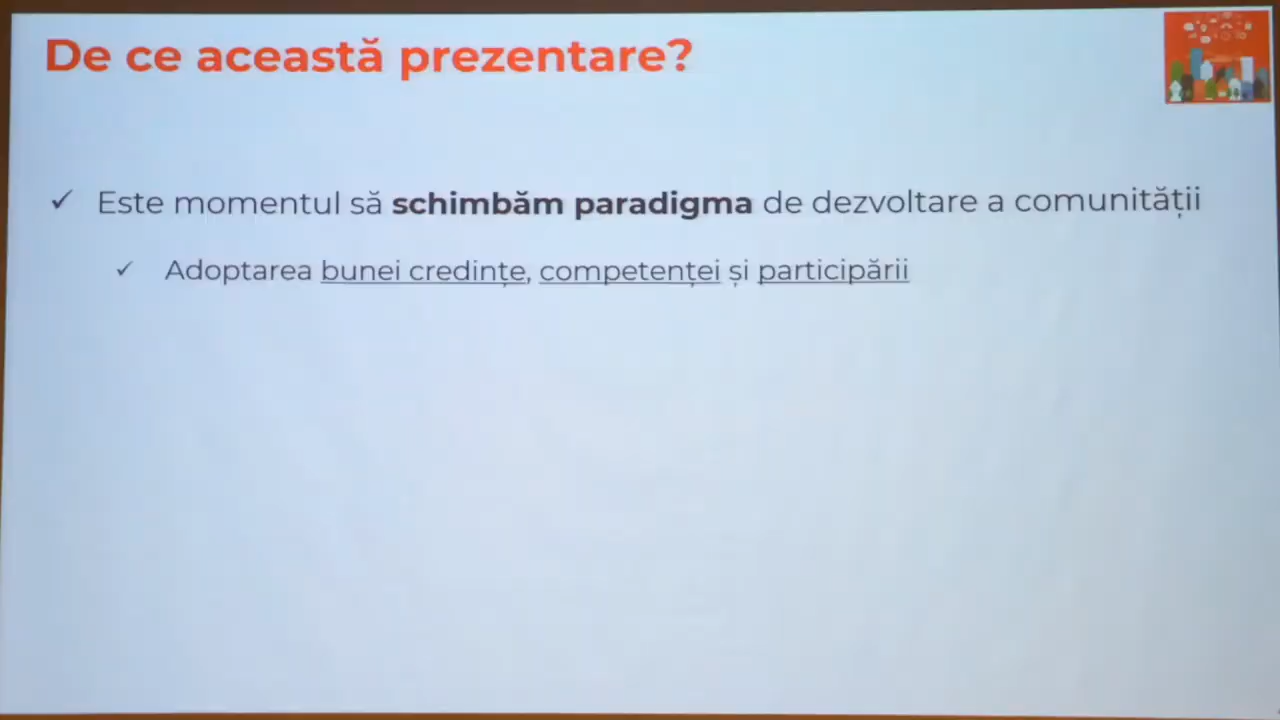 De ce această prezentare?
✓ Este momentul să schimbăm paradigma de dezvoltare a comunității
✓ Adoptarea bunei credințe, competenței și participării